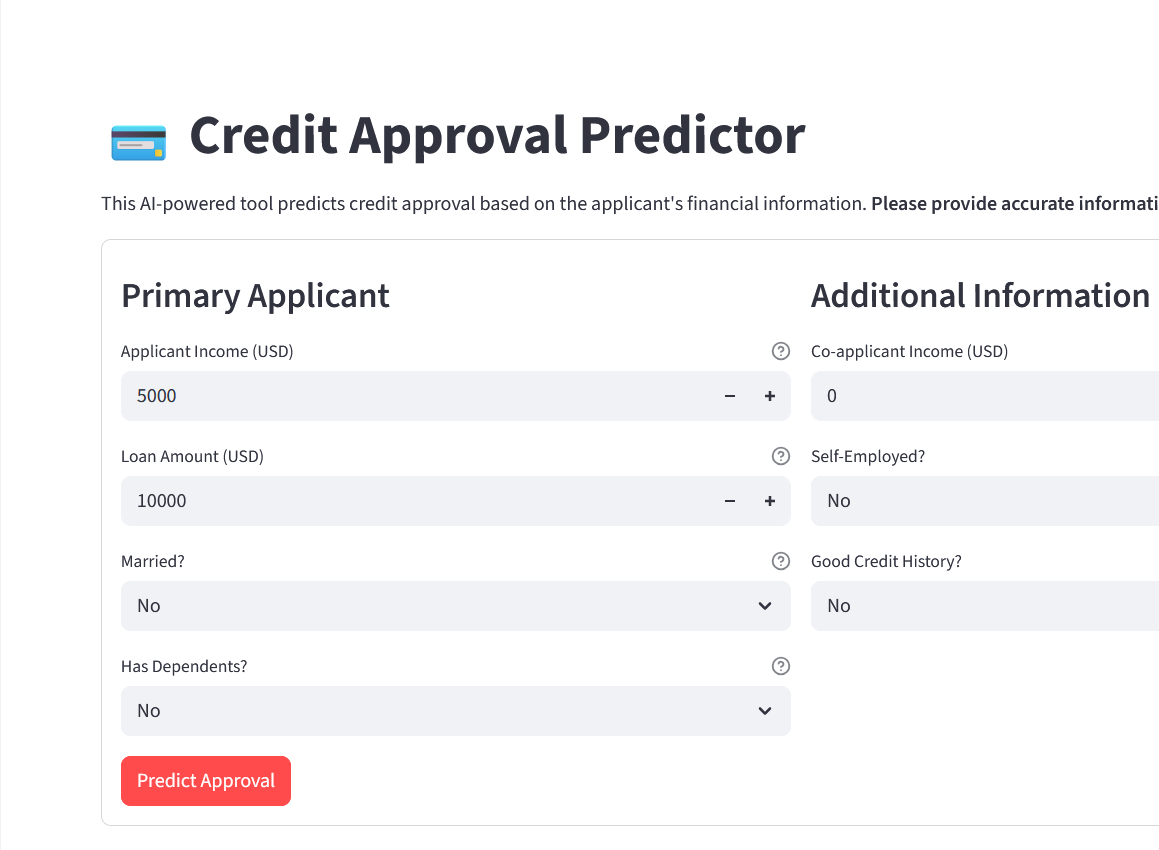 Credit Approval Predictor
This AI-powered tool predicts credit approval based on the applicant's financial information. Please provide accurate
Primary Applicant
Applicant Income (USD)
5000
Loan Amount (USD)
10000
Married?
No
Has Dependents?
No
Predict Approval
Additional Information
Co-applicant Income (USD)
0
Self-Employed?
No
Good Credit History?
No